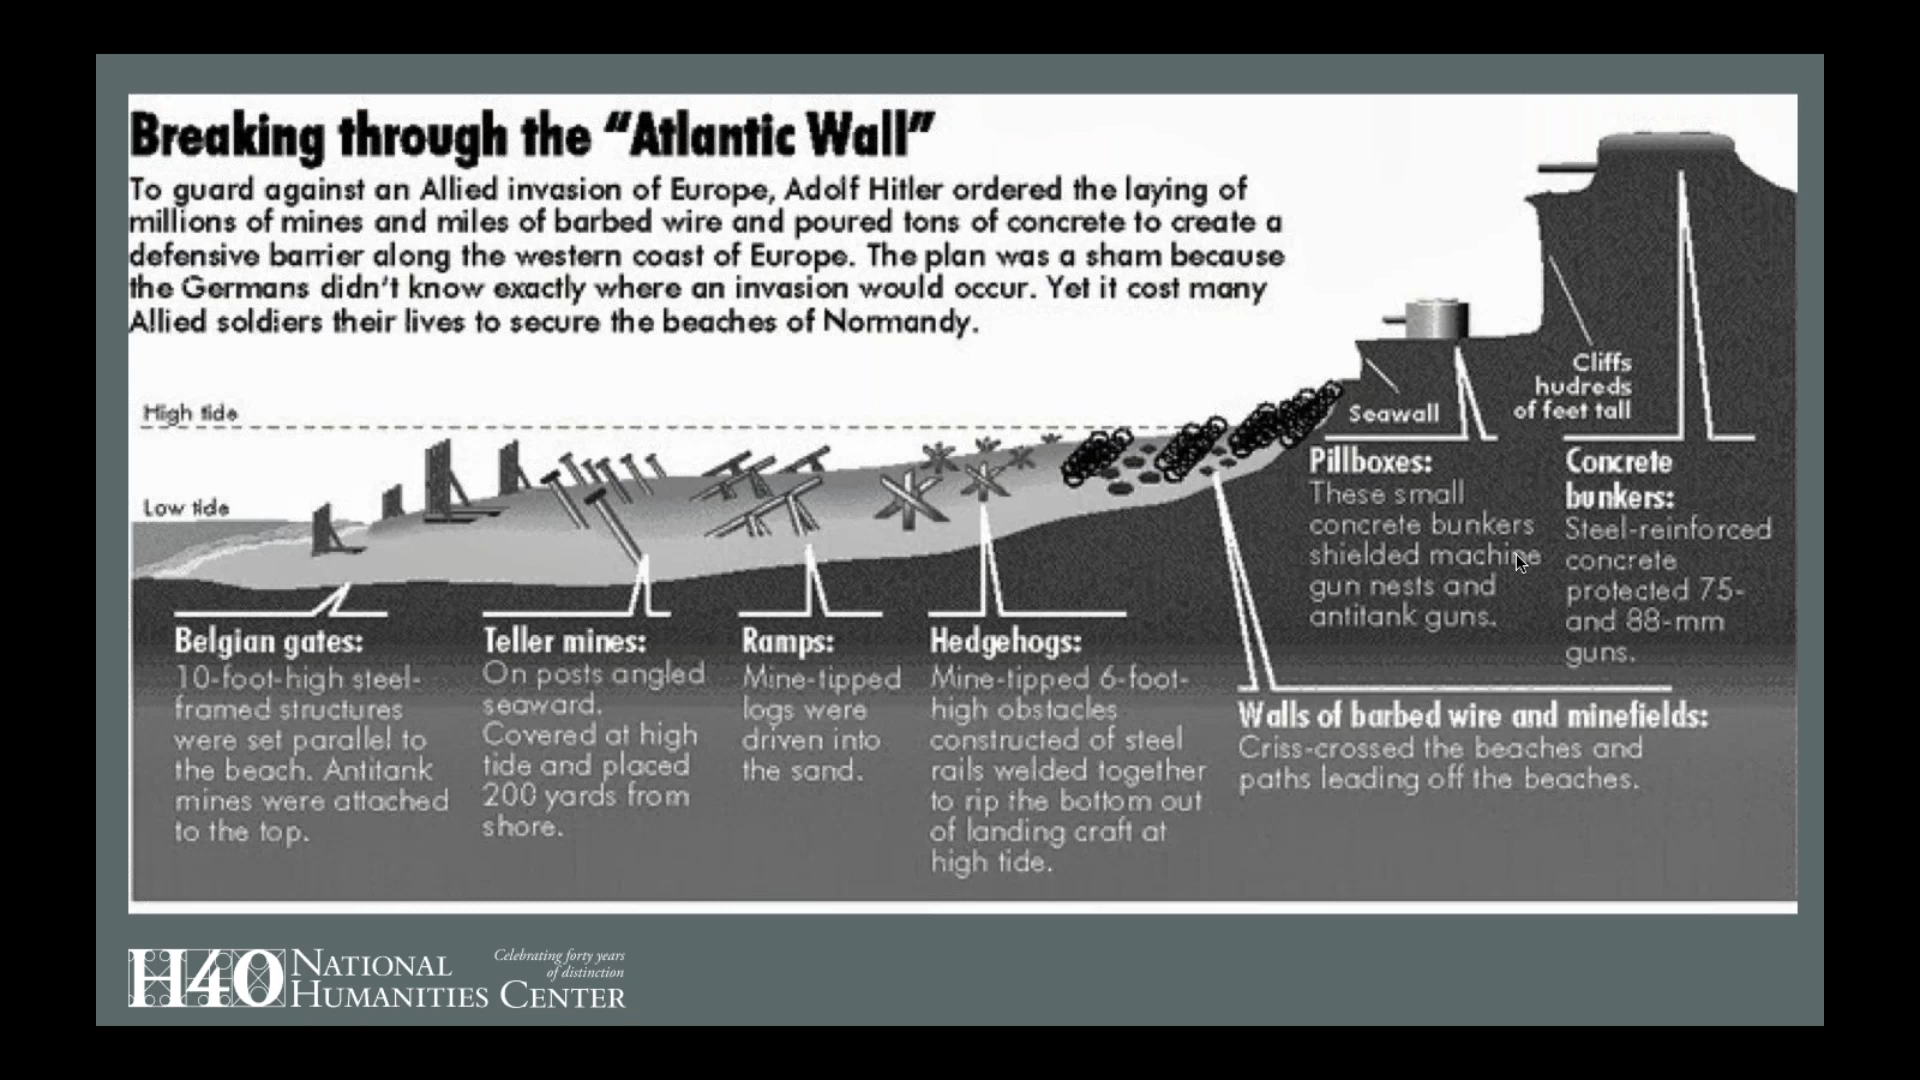 Breaking through the “Atlantic Wall”
To guard against an Allied invasion of Europe, Adolf Hitler ordered the laying of
millions of mines and miles of barbed wire and poured tons of concrete to create a
defensive barrier along the western coast of Europe. The plan was a sham because
the Germans didn't know exactly where an invasion would occur. Yet it cost many
Allied soldiers their lives to secure the beaches of Normandy.
High tide
Low tide
Seawall
Cliffs
hudreds
of feet tall
Belgian gates:
10-foot-high steel-
framed structures
were set parallel to
the beach. Antitank
mines were attached
to the top.
Teller mines:
On posts angled
seaward.
Covered at high
tide and placed
200 yards from
shore.
Ramps:
Mine-tipped
logs were
driven into
the sand.
Hedgehogs:
Mine-tipped 6-foot-
high obstacles
constructed of steel
rails welded together
to rip the bottom out
of landing craft at
high tide.
Walls of barbed wire and minefields:
Criss-crossed the beaches and
paths leading off the beaches.
Pillboxes:
These small
concrete bunkers
shielded machine
gun nests and
antitank guns.
Concrete
bunkers:
Steel-reinforced
concrete
protected 75-
and 88-mm
guns.
H40
NATIONAL
HUMANITIES CENTER
Celebrating forty years
of distinction